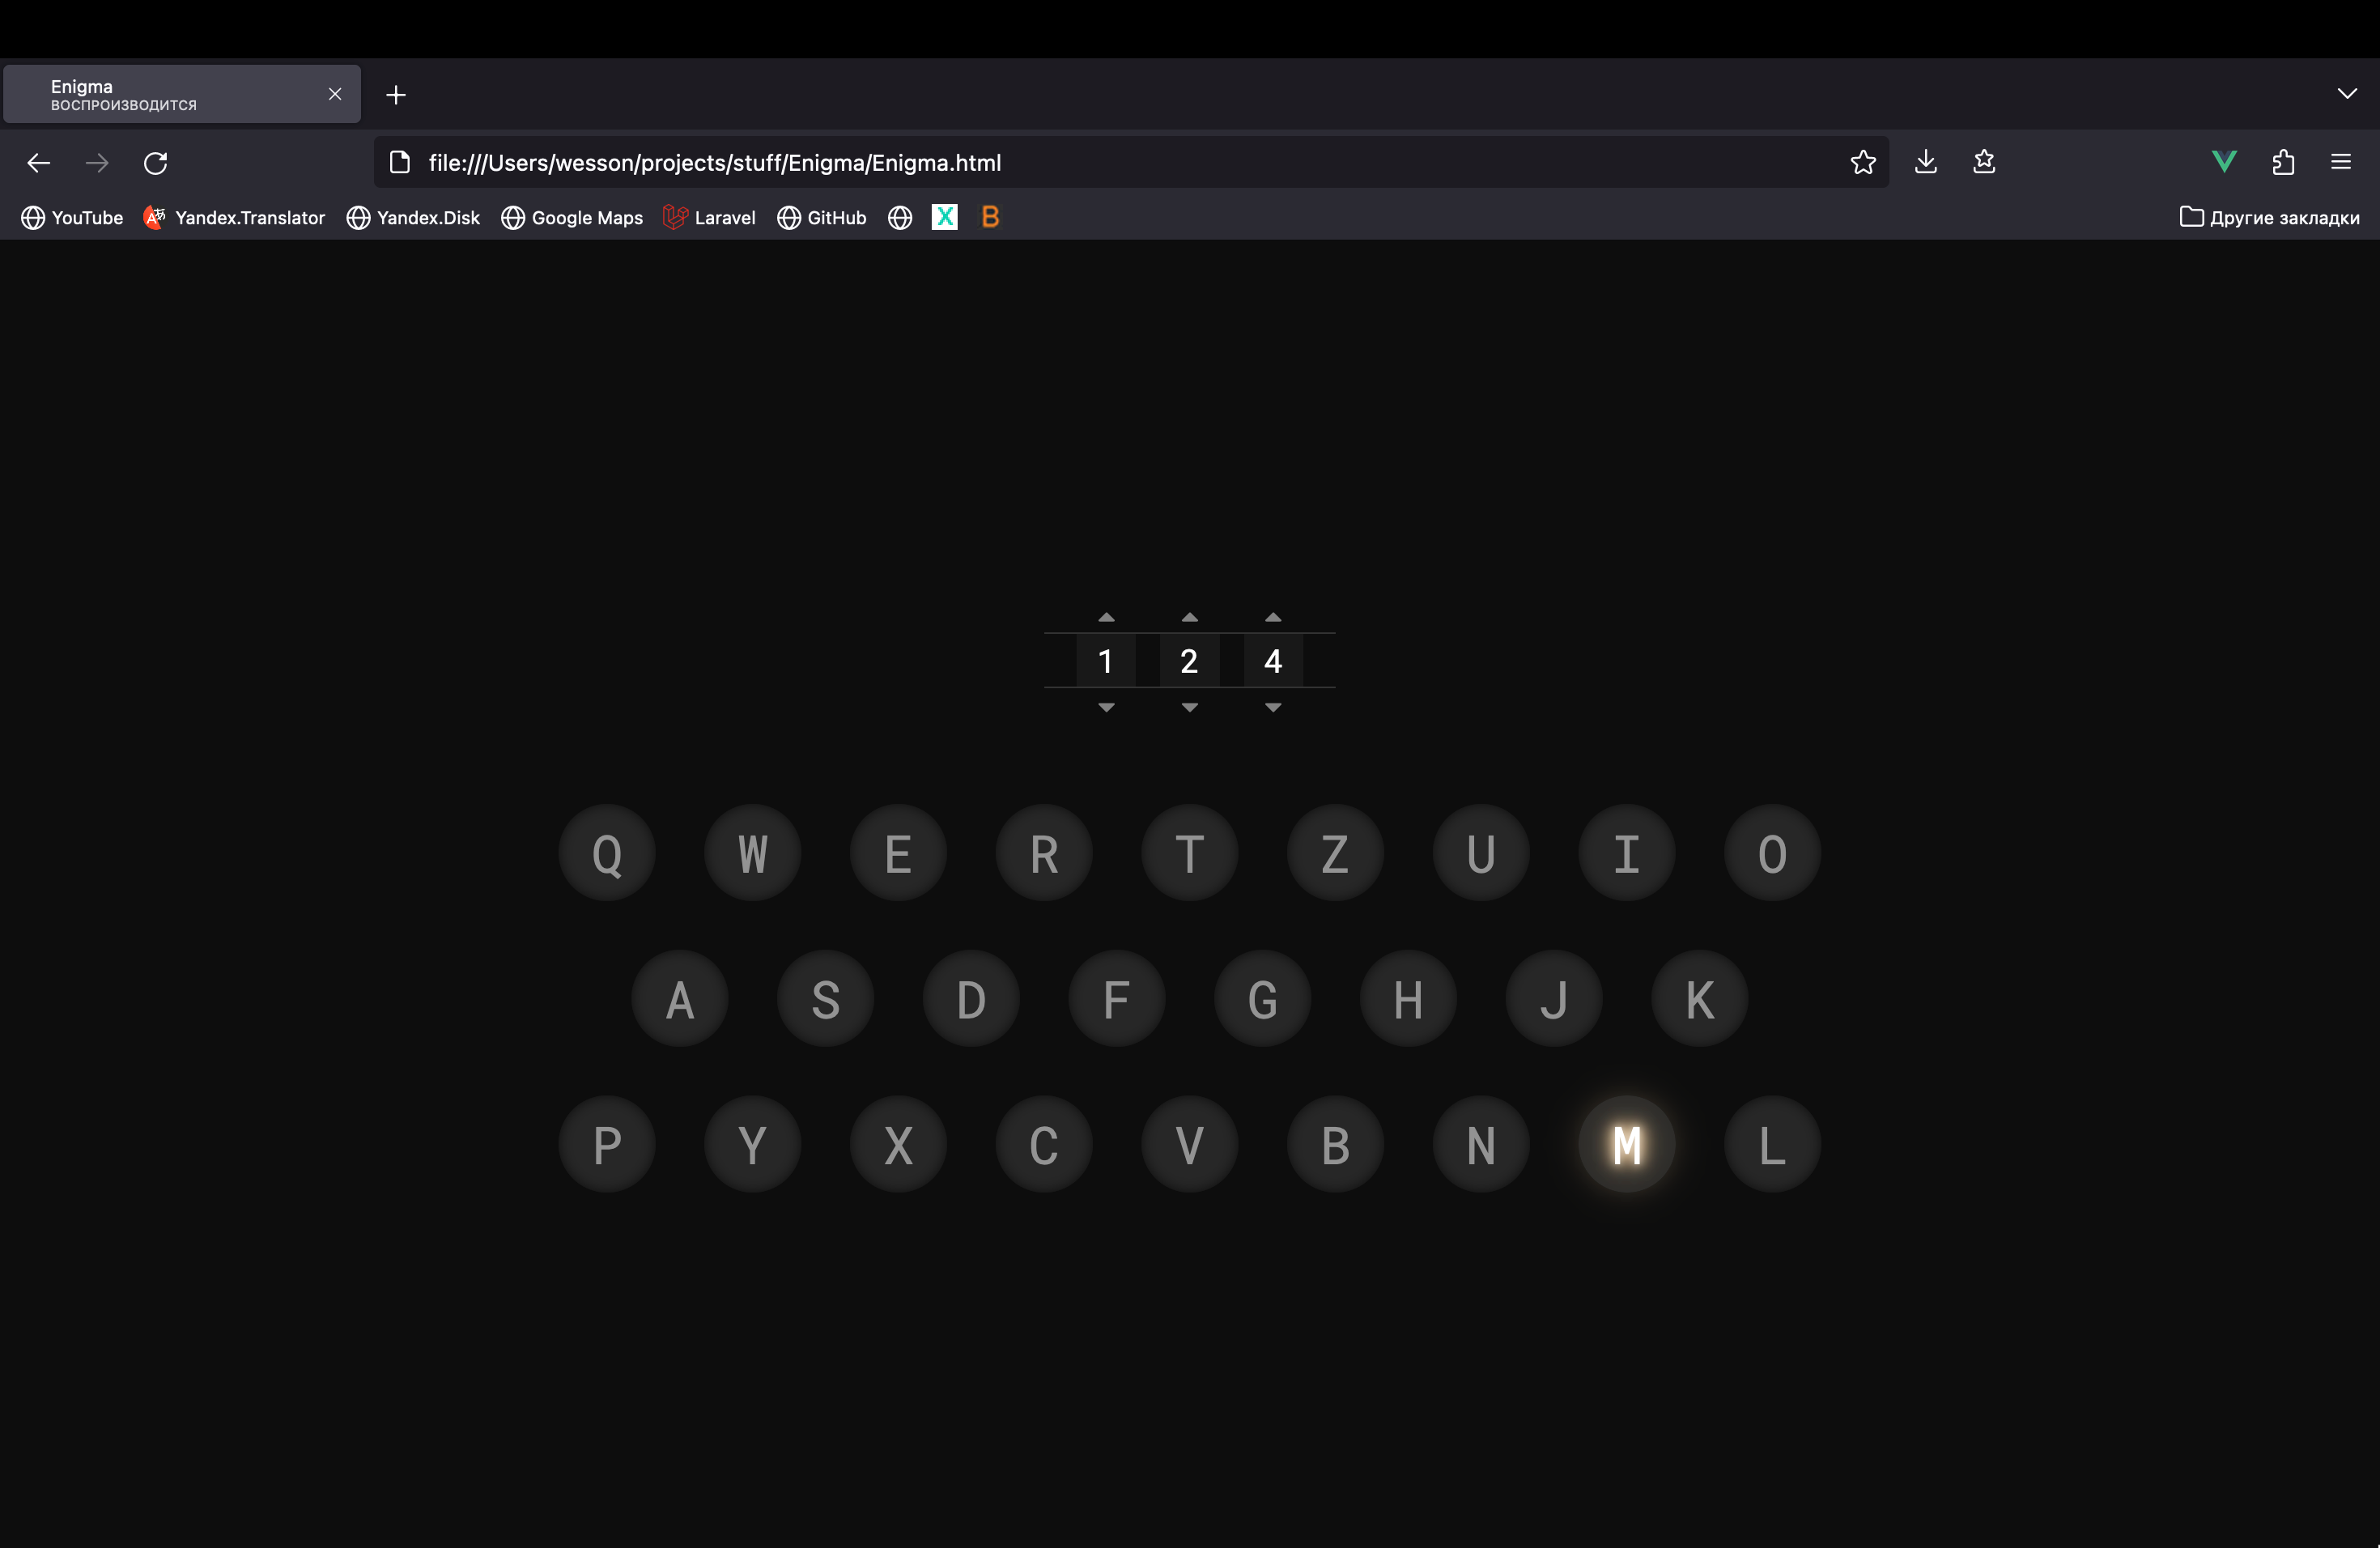 Enigma
ВОСПРОИЗВОДИТСЯ
file:///Users/wesson/projects/stuff/Enigma/Enigma.html
YouTube Yandex.Translator Yandex.Disk Google Maps Laravel GitHub X B Другие закладки
1 2 4
Q W E R T Z U I O
A S D F G H J K
P Y X C V B N M L